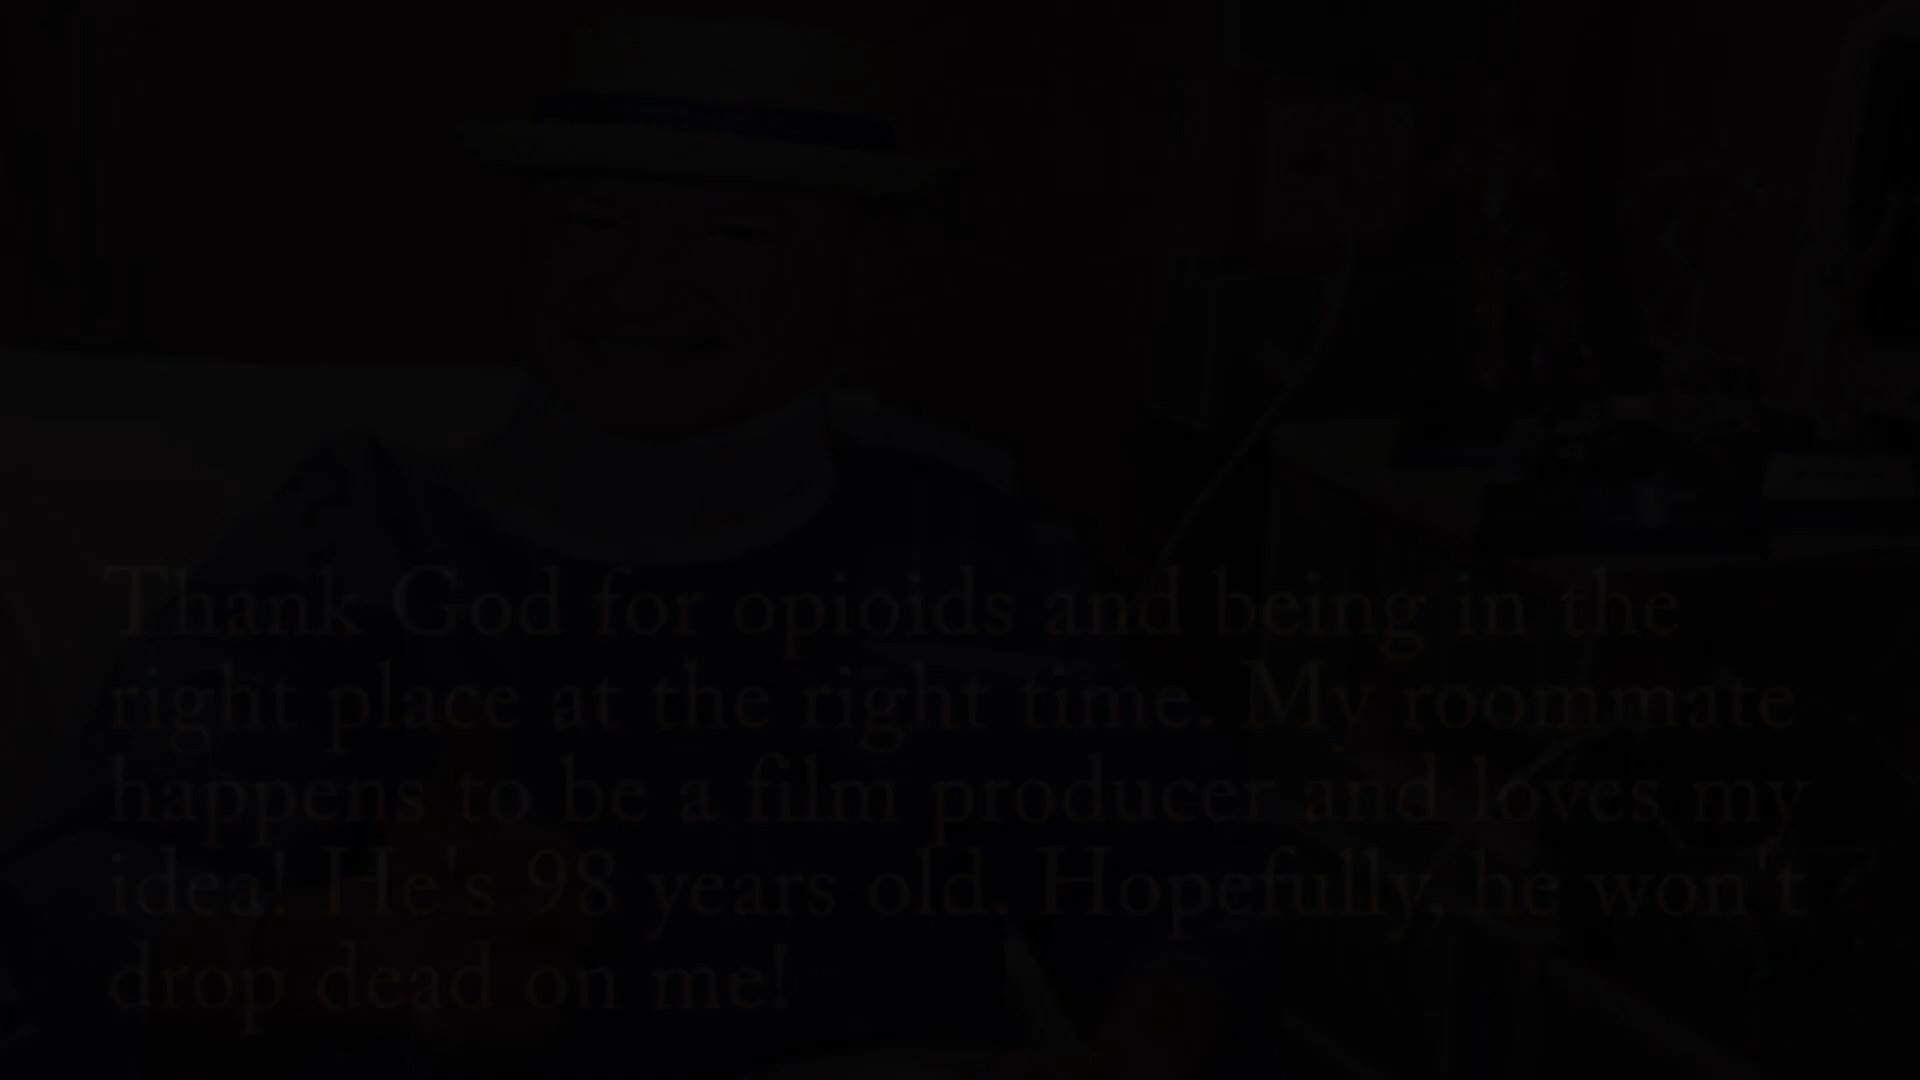 Thank God for opioids and being in the
right place at the right time. My roommate
happens to be a film producer and loves my
idea! He's 98 years old. Hopefully, he won't
drop dead on me!